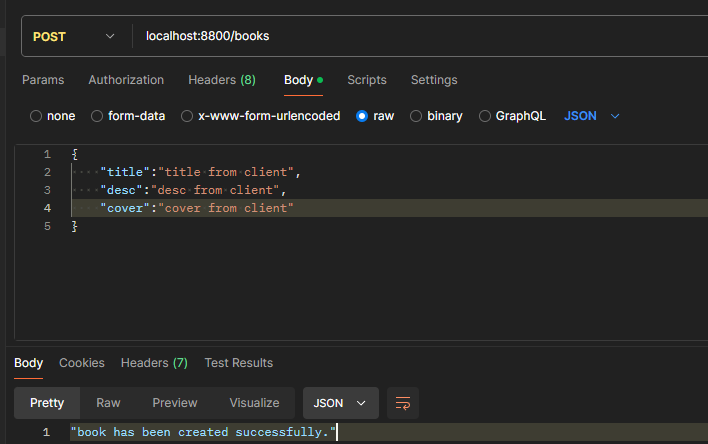 POST localhost:8800/books
Params Authorization Headers (8) Body Scripts Settings
none form-data x-www-form-urlencoded raw binary GraphQL JSON
1 {
2 "title":"title from client",
3 "desc":"desc from client",
4 "cover":"cover from client"
5 }
Body Cookies Headers (7) Test Results
Pretty Raw Preview Visualize JSON
1 "book has been created successfully."